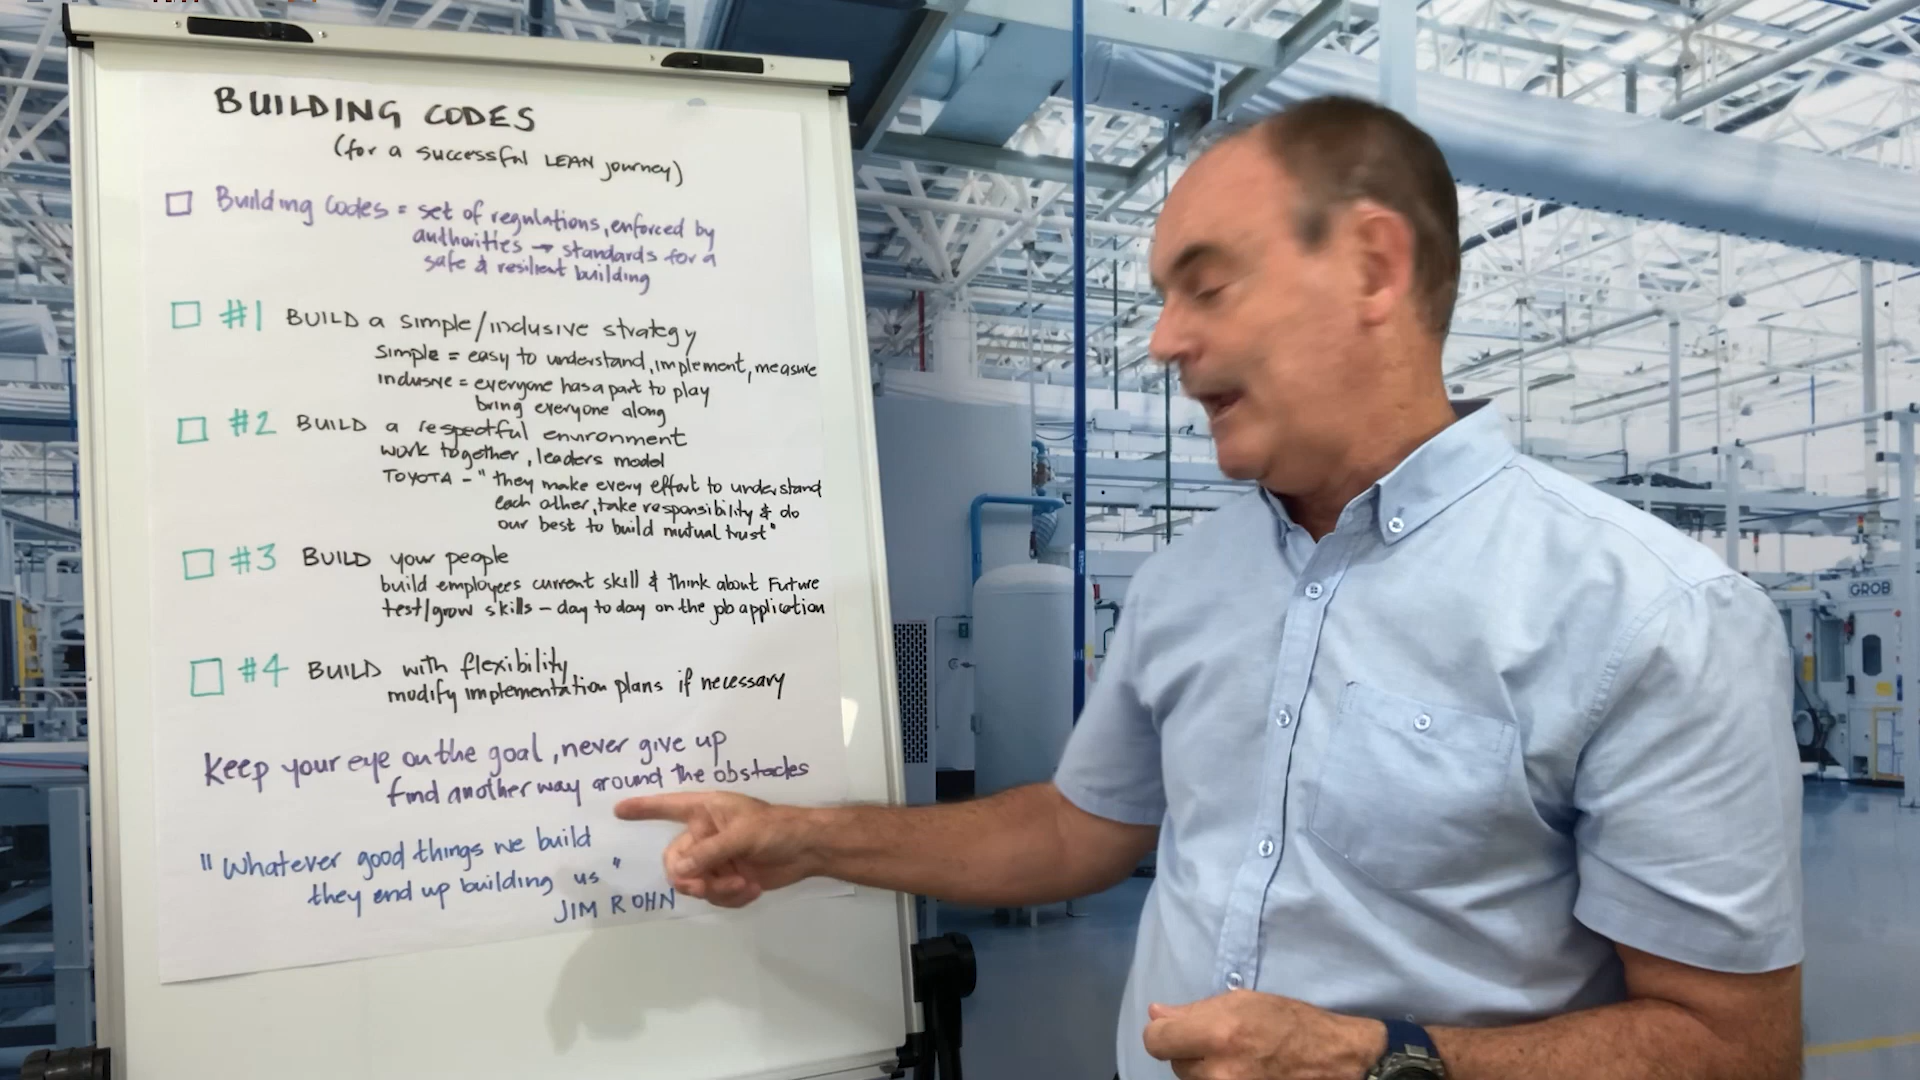 BUILDING CODES
(for a successful LEAN journey)
Building Codes = set of regulations, enforced by
authorities → standards for a
safe & resilient building
#1 BUILD a simple/inclusive strategy
simple = easy to understand, implement, measure
inclusive = everyone has a part to play
bring everyone along
#2 BUILD a respectful environment
work together, leaders model
TOYOTA - "they make every effort to understand
each other, take responsibility & do
our best to build mutual trust"
#3 BUILD your people
build employees current skill & think about Future
test/grow skills - day to day on the job application
#4 BUILD with flexibility
modify implementation plans if necessary
Keep your eye on the goal, never give up
find another way around the obstacles
"Whatever good things we build
they end up building us"
JIM ROHN
GROB